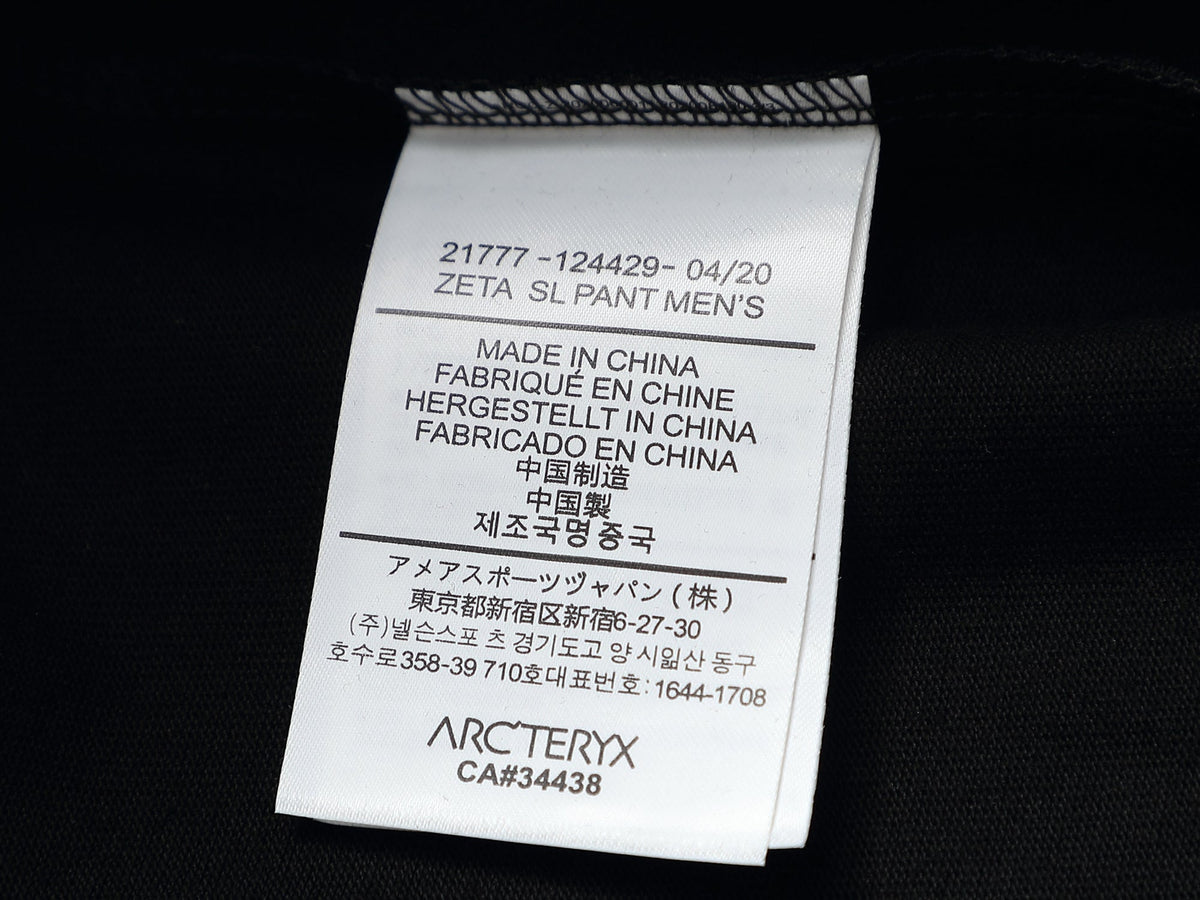 21777 -124429- 04/20
ZETA SL PANT MEN'S
MADE IN CHINA
FABRIQUÉ EN CHINE
HERGESTELLT IN CHINA
FABRICADO EN CHINA
中国制造
中国製
제조국명 중국
アメアスポーツヅャパン (株)
東京都新宿区新宿6-27-30
(주)넬슨스포 츠 경기도고 양 시읿산 동구
호수로358-39 710호대표번호: 1644-1708
ARC'TERYX
CA#34438